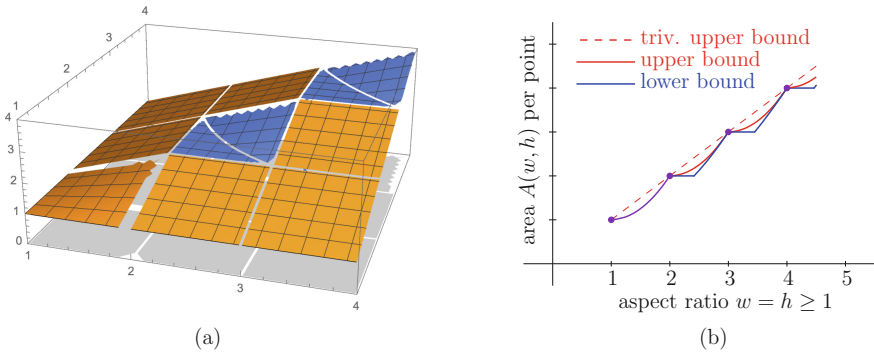 4
3
2
1
4
3
2
1
0
1
2
3
4
triv. upper bound
upper bound
lower bound
area A(w, h) per point
1 2 3 4 5
aspect ratio w = h ≥ 1
(a)
(b)